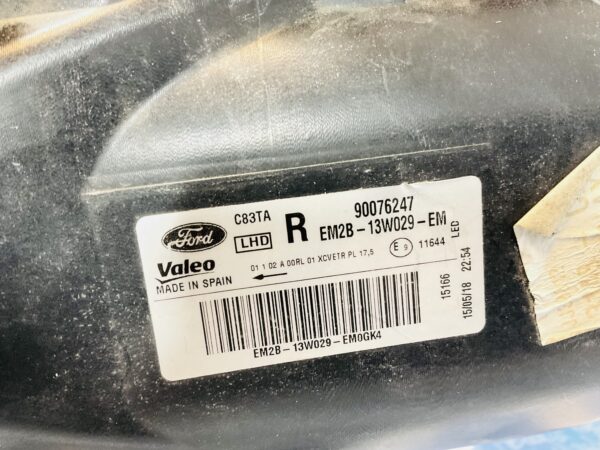 C83TA
90076247
Ford
LHD
R
EM2B-13W029-EM
Valeo
01 1 02 A 00RL 01 XCVETR PL 17,5
E 9
11644
LED
MADE IN SPAIN
15166
15/05/18 22:54
EM2B-13W029-EM0GK4